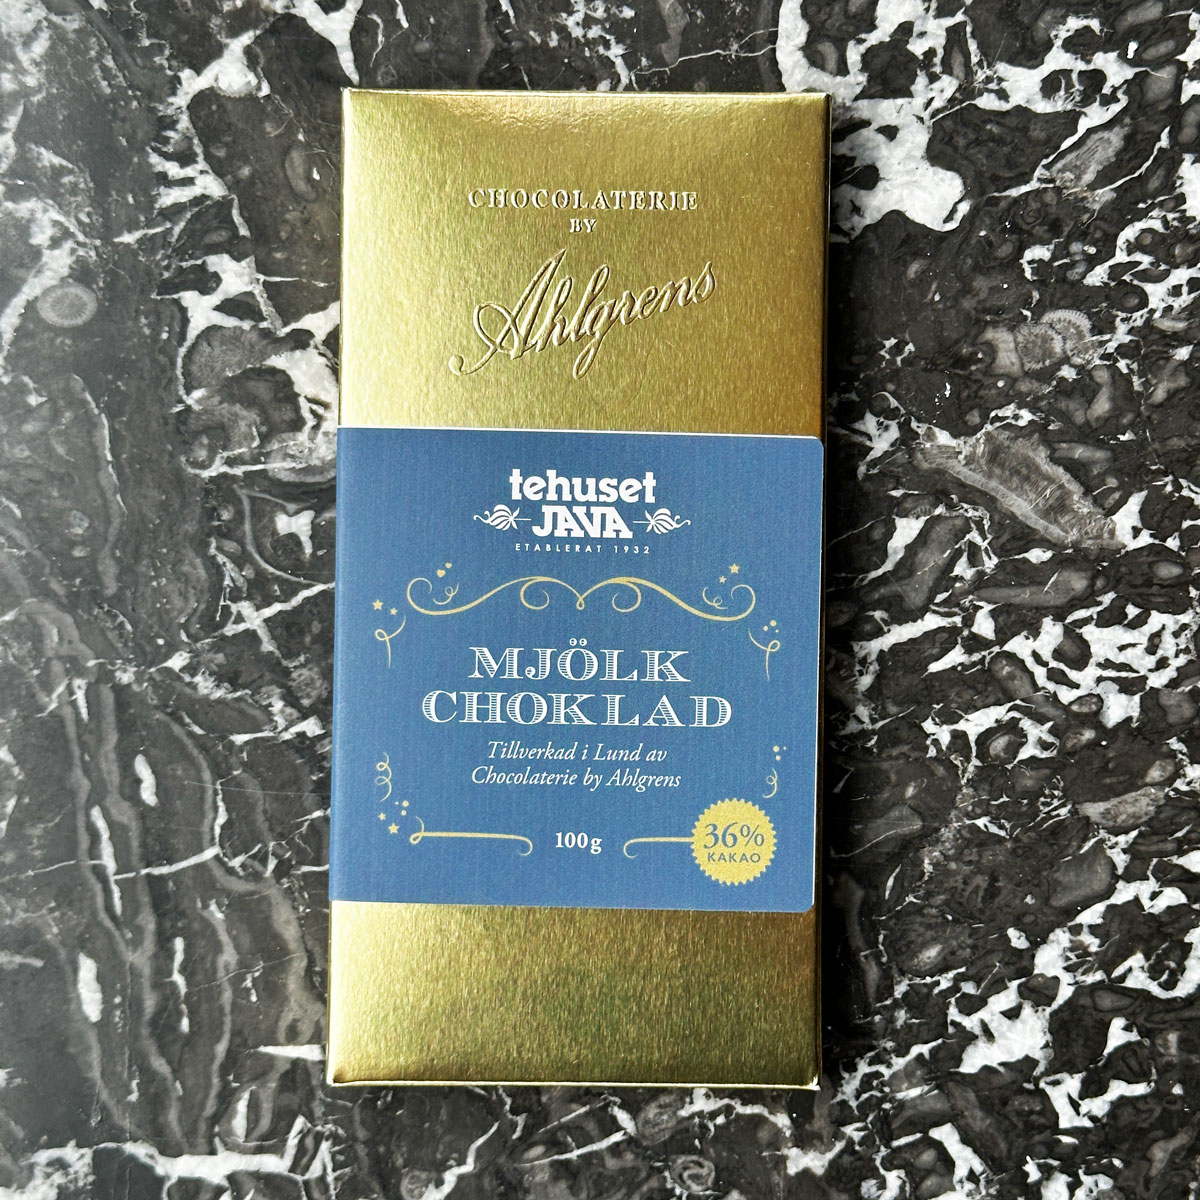 CHOCOLATERIE
BY
Ahlgrens
tehuset
JAVA
ETABLERAT 1932
MJÖLK
CHOKLAD
Tillverkad i Lund av
Chocolaterie by Ahlgrens
100g
36%
KAKAO